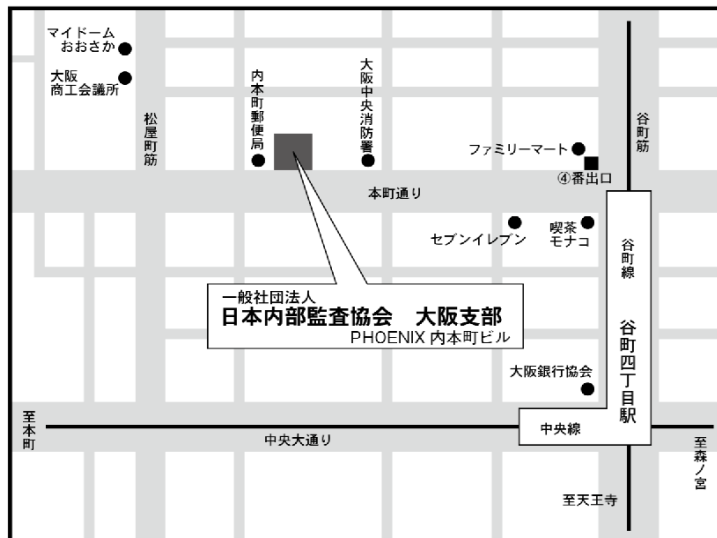 マイドーム
おおさか
大阪
商工会議所
松屋町筋
内本町郵便局
大阪中央消防署
ファミリーマート
④番出口
谷町筋
本町通り
セブンイレブン
喫茶
モナコ
谷町線
谷町四丁目駅
一般社団法人
日本内部監査協会 大阪支部
PHOENIX 内本町ビル
大阪銀行協会
至本町
中央大通り
中央線
至森ノ宮
至天王寺